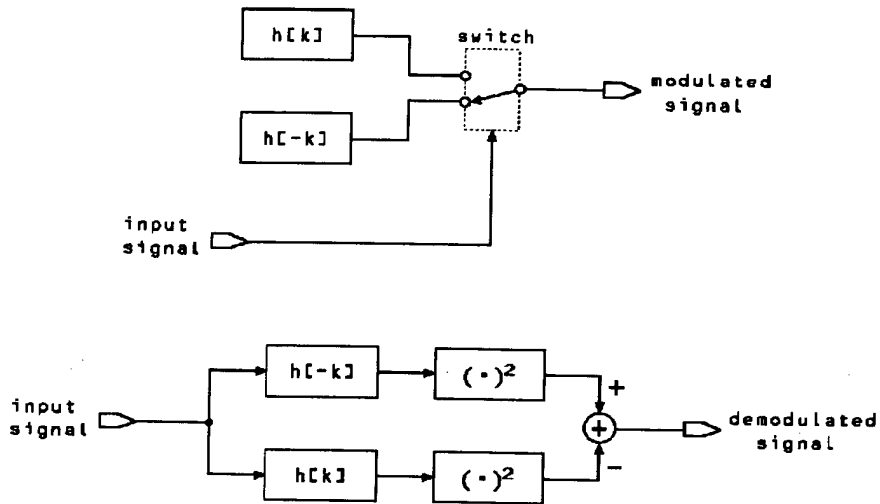 h[k]
switch
modulated
signal
h[-k]
input
signal
h[-k]
(•)²
+
input
signal
+
demodulated
signal
h[k]
(•)²
−